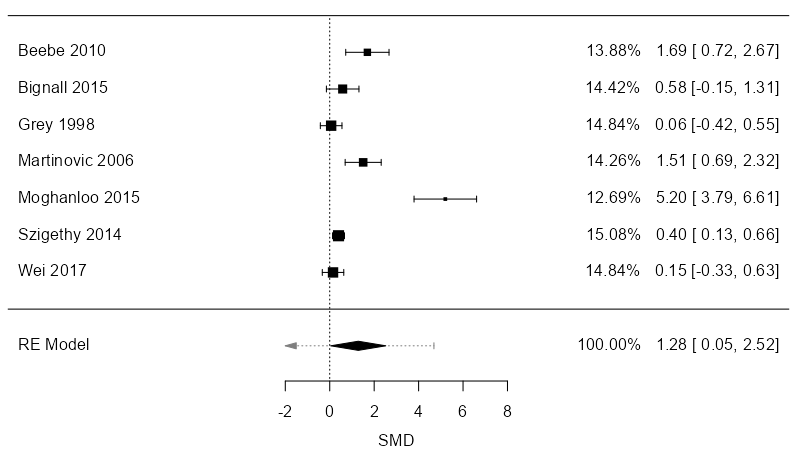 Beebe 2010 13.88% 1.69 [ 0.72, 2.67]
Bignall 2015 14.42% 0.58 [-0.15, 1.31]
Grey 1998 14.84% 0.06 [-0.42, 0.55]
Martinovic 2006 14.26% 1.51 [ 0.69, 2.32]
Moghanloo 2015 12.69% 5.20 [ 3.79, 6.61]
Szigethy 2014 15.08% 0.40 [ 0.13, 0.66]
Wei 2017 14.84% 0.15 [-0.33, 0.63]
RE Model 100.00% 1.28 [ 0.05, 2.52]
-2 0 2 4 6 8
SMD